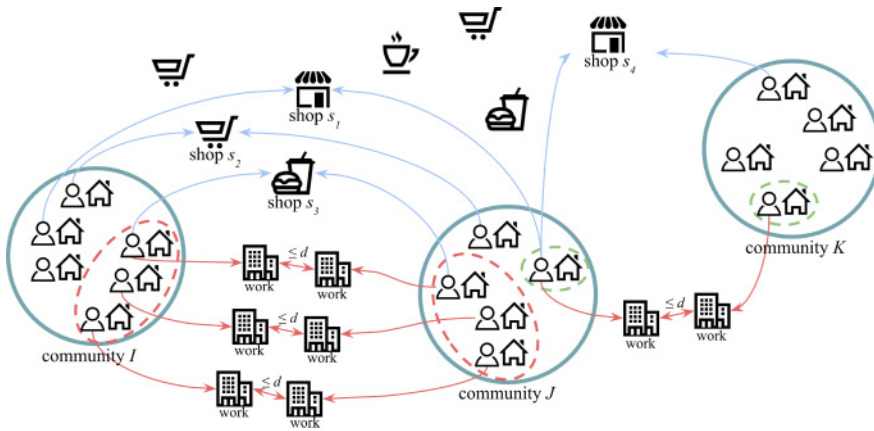 shop s4
shop s1
shop s2
shop s3
community K
≤ d
work
work
≤ d
work
work
≤ d
work
work
community I
≤ d
work
work
community J